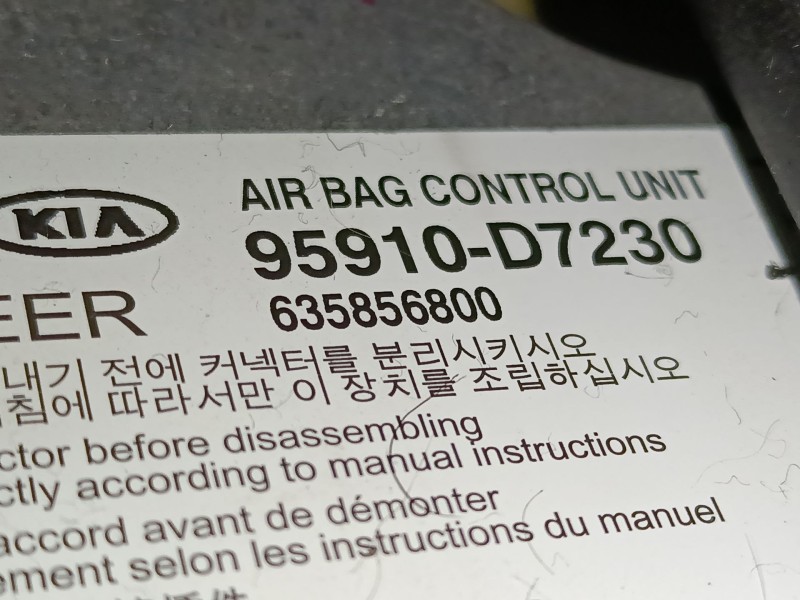 KIA
AIR BAG CONTROL UNIT
95910-D7230
EER
635856800
내기 전에 커넥터를 분리시키시오
침에 따라서만 이 장치를 조립하십시오
ctor before disassembling
ctly according to manual instructions
accord avant de démonter
ement selon les instructions du manuel